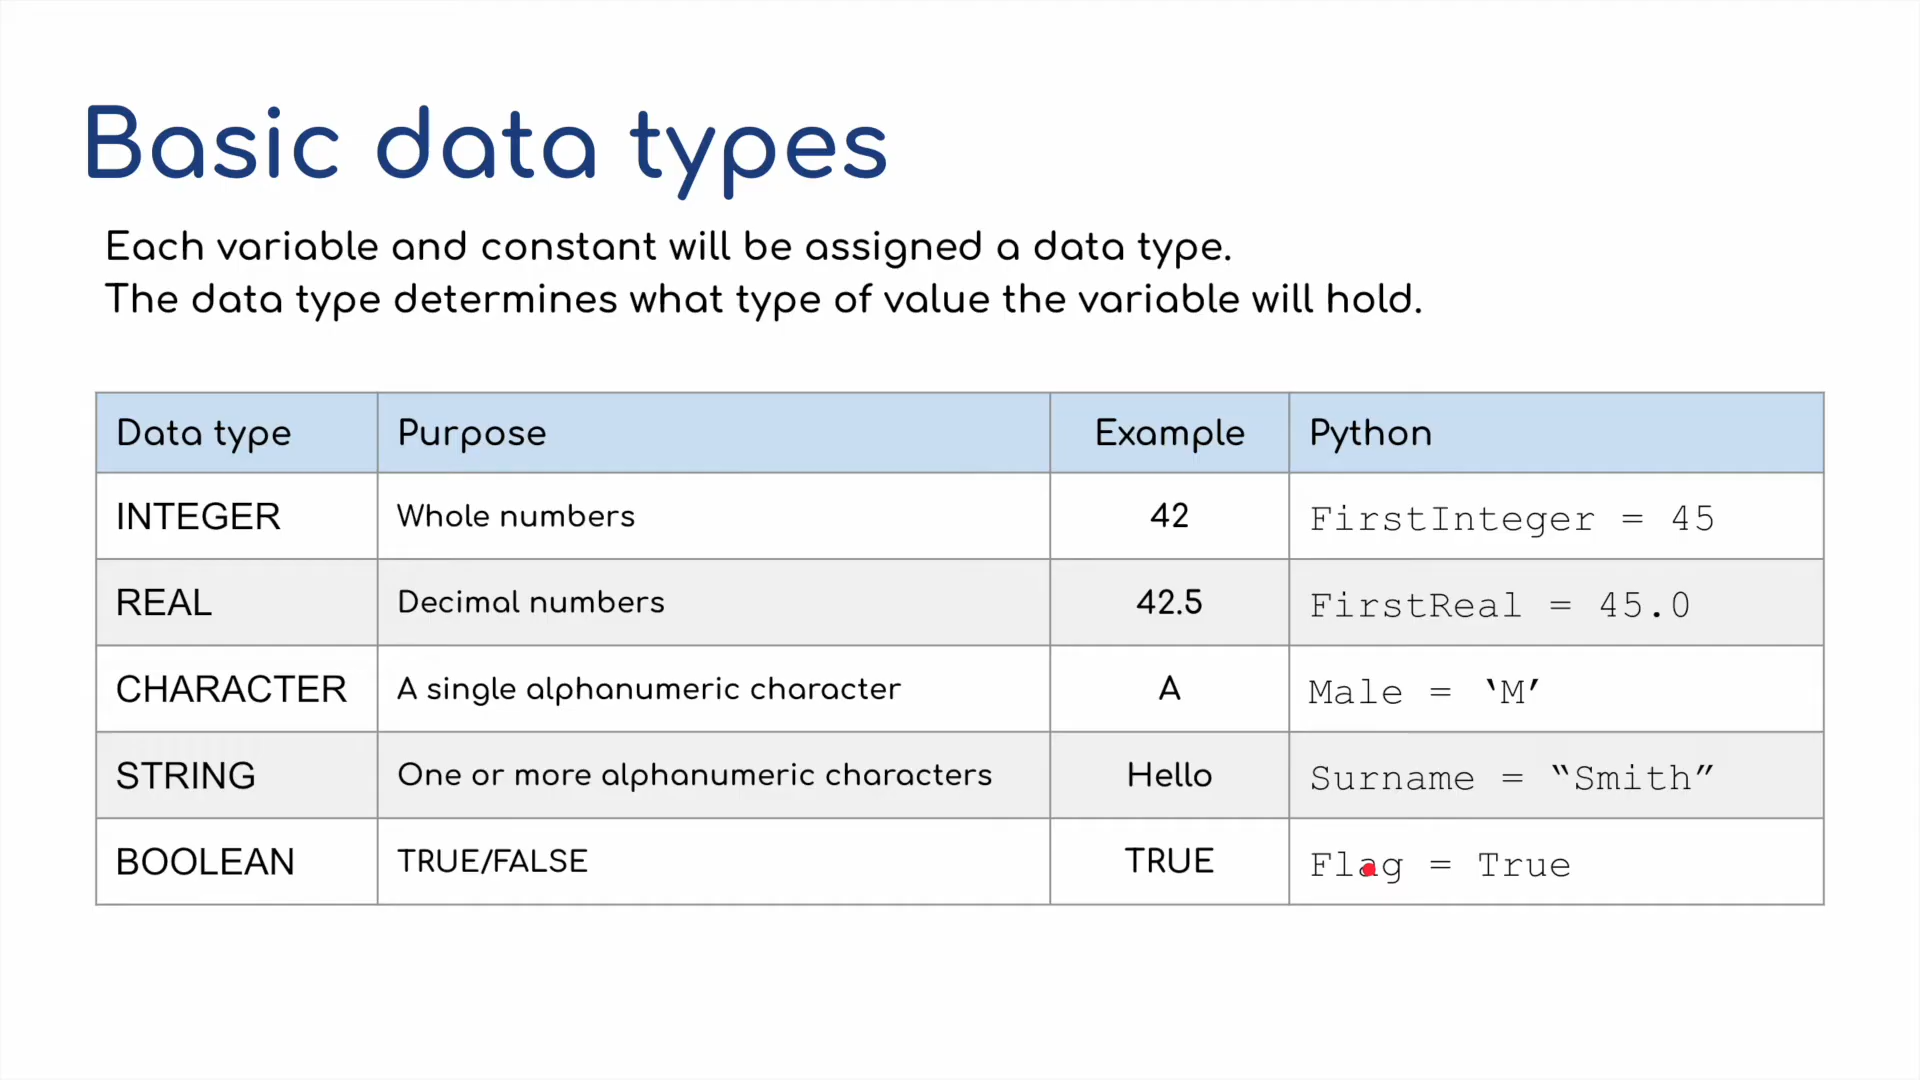 Basic data types
Each variable and constant will be assigned a data type.
The data type determines what type of value the variable will hold.
Data type Purpose Example Python
INTEGER Whole numbers 42 FirstInteger = 45
REAL Decimal numbers 42.5 FirstReal = 45.0
CHARACTER A single alphanumeric character A Male = ‘M’
STRING One or more alphanumeric characters Hello Surname = “Smith”
BOOLEAN TRUE/FALSE TRUE Flag = True